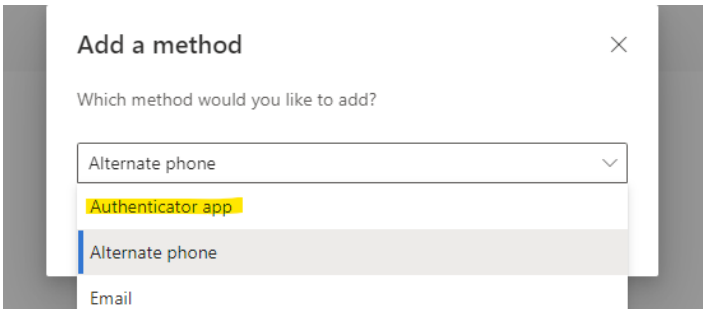 Add a method
Which method would you like to add?
Alternate phone
Authenticator app
Alternate phone
Email